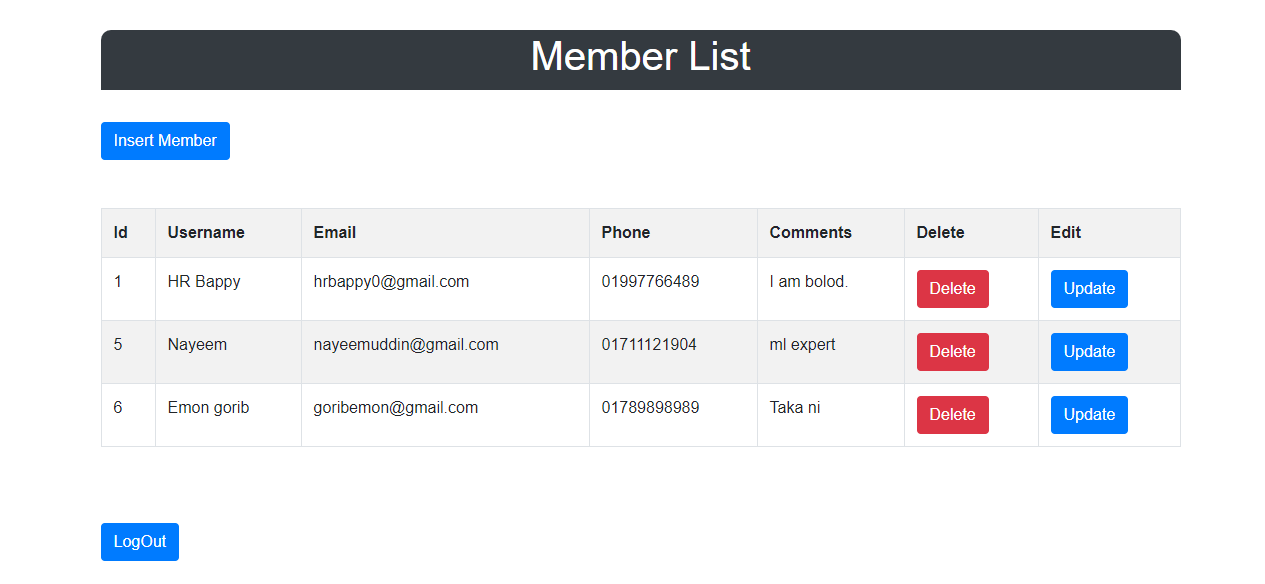 Member List
Insert Member
Id Username Email Phone Comments Delete Edit
1 HR Bappy hrbappy0@gmail.com 01997766489 I am bolod. Delete Update
5 Nayeem nayeemuddin@gmail.com 01711121904 ml expert Delete Update
6 Emon gorib goribemon@gmail.com 01789898989 Taka ni Delete Update
LogOut